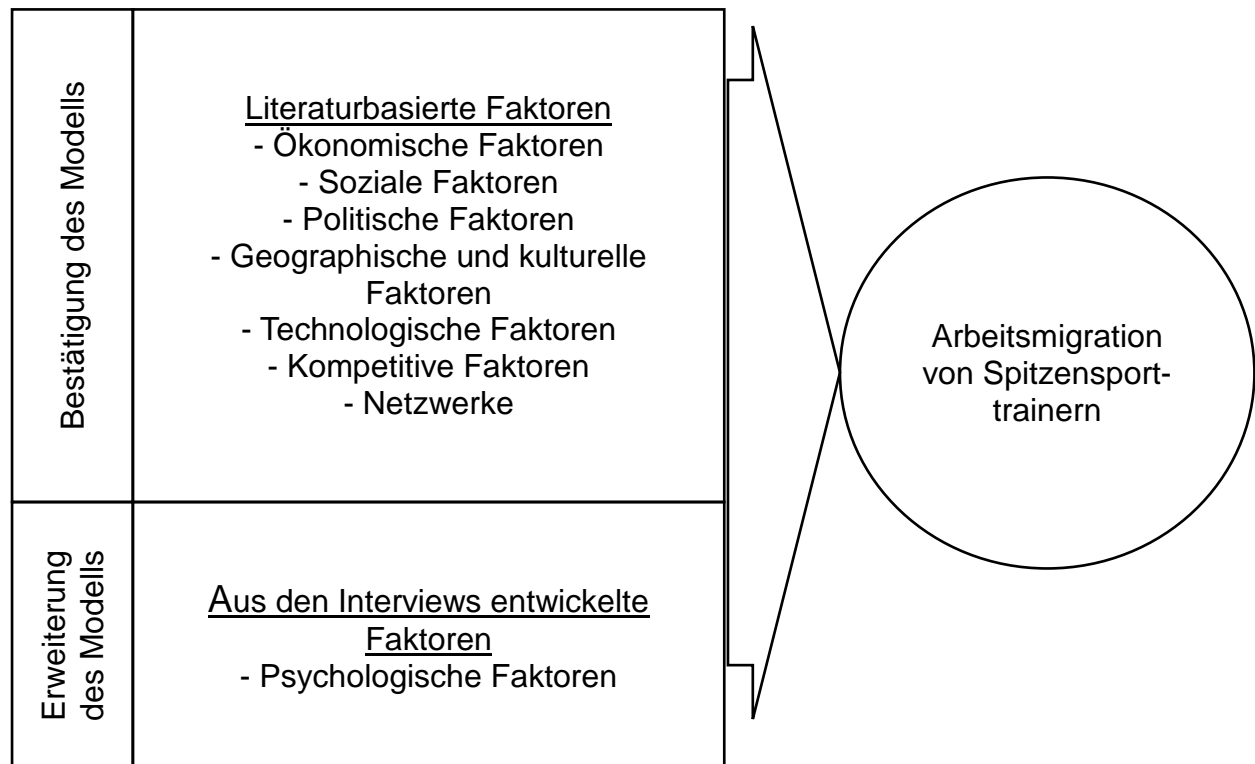 Bestätigung des Modells
Literaturbasierte Faktoren
- Ökonomische Faktoren
- Soziale Faktoren
- Politische Faktoren
- Geographische und kulturelle
Faktoren
- Technologische Faktoren
- Kompetitive Faktoren
- Netzwerke
Erweiterung
des Modells
Aus den Interviews entwickelte
Faktoren
- Psychologische Faktoren
Arbeitsmigration
von Spitzensport-
trainern